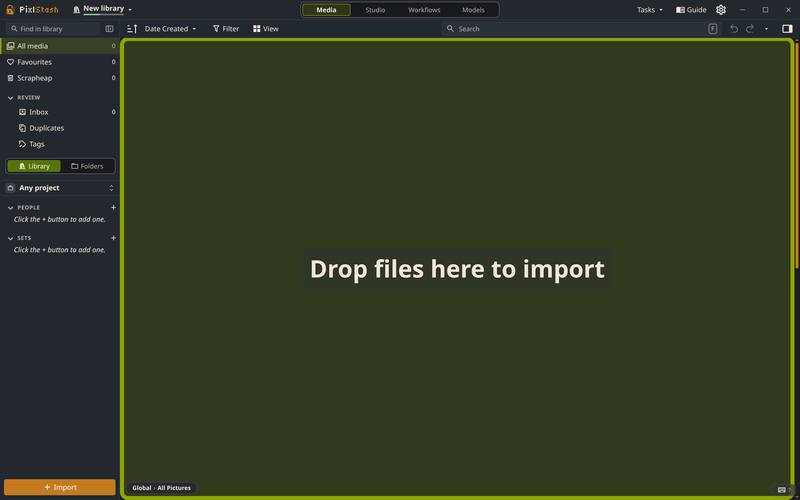 PixlStash
New library
Media
Studio
Workflows
Models
Tasks
Guide
Find in library
Date Created
Filter
View
Search
F
All media 0
Favourites 0
Scrapheap 0
REVIEW
Inbox 0
Duplicates
Tags
Library
Folders
Any project
PEOPLE +
Click the + button to add one.
SETS +
Click the + button to add one.
Drop files here to import
+ Import
Global › All Pictures
?